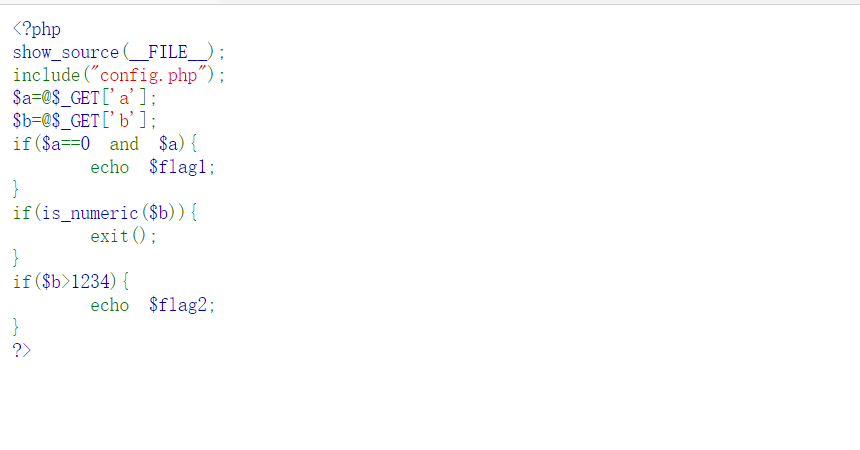 <?php
show_source(__FILE__);
include("config.php");
$a=@$_GET['a'];
$b=@$_GET['b'];
if($a==0 and $a){
echo $flag1;
}
if(is_numeric($b)){
exit();
}
if($b>1234){
echo $flag2;
}
?>